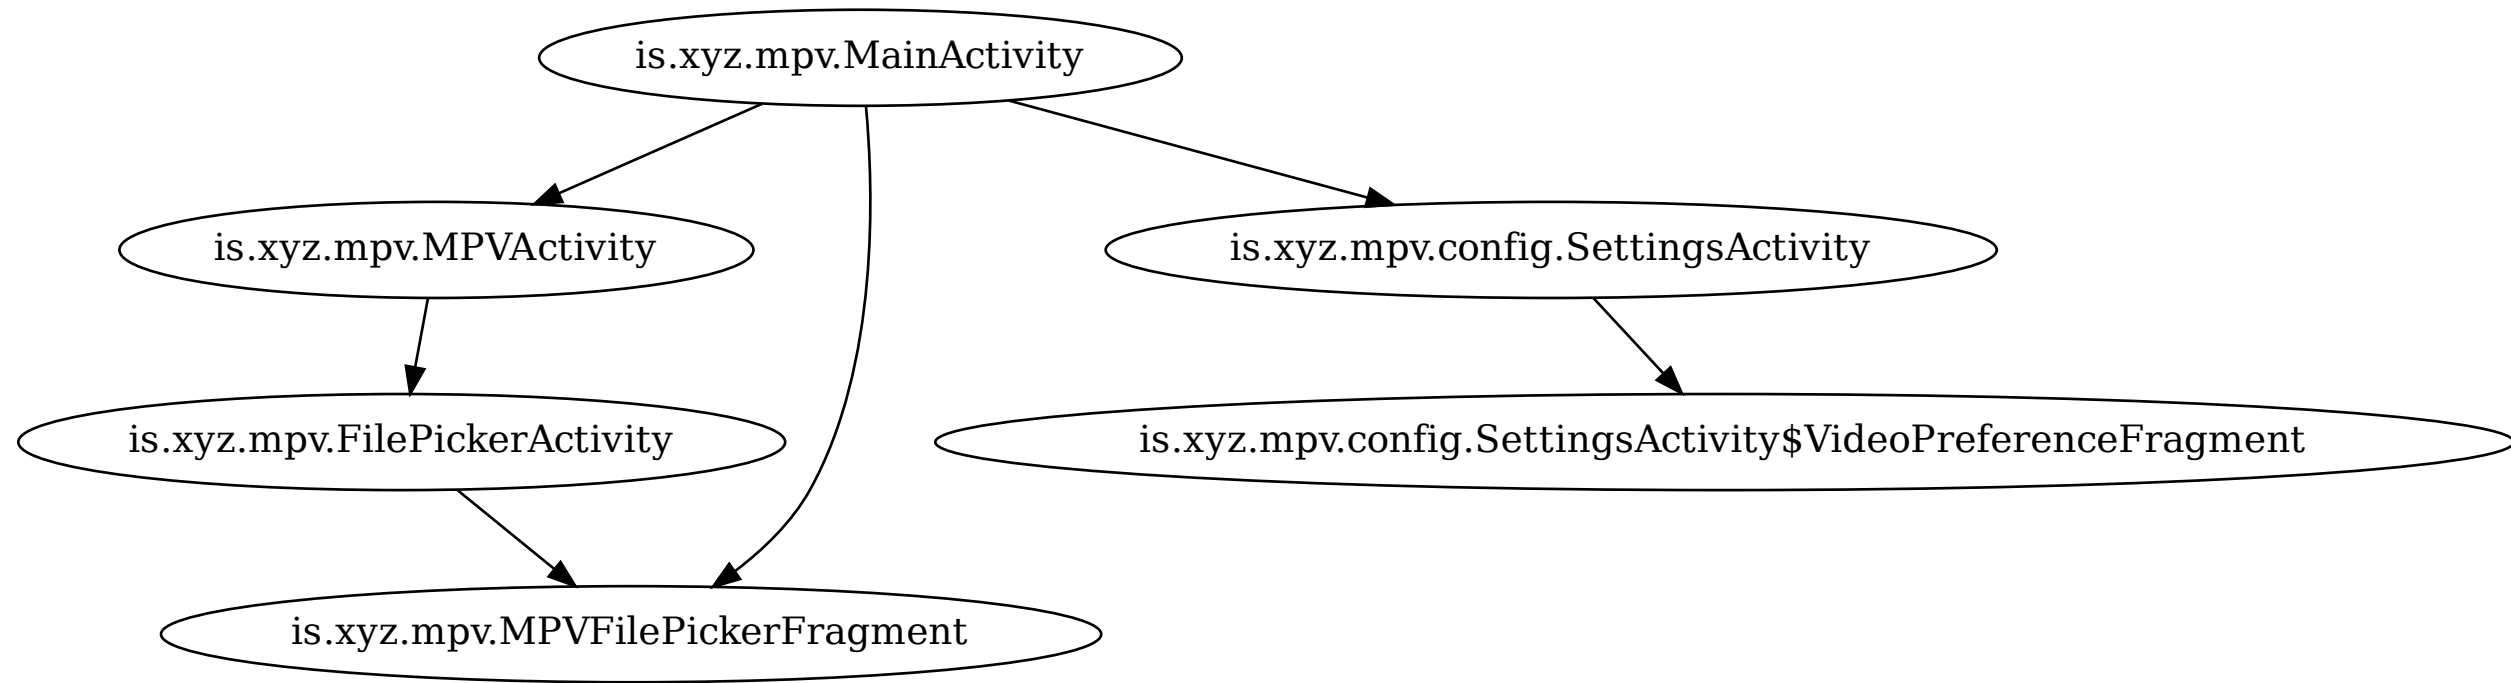 is.xyz.mpv.MainActivity
is.xyz.mpv.MPVActivity
is.xyz.mpv.config.SettingsActivity
is.xyz.mpv.FilePickerActivity
is.xyz.mpv.config.SettingsActivity$VideoPreferenceFragment
is.xyz.mpv.MPVFilePickerFragment